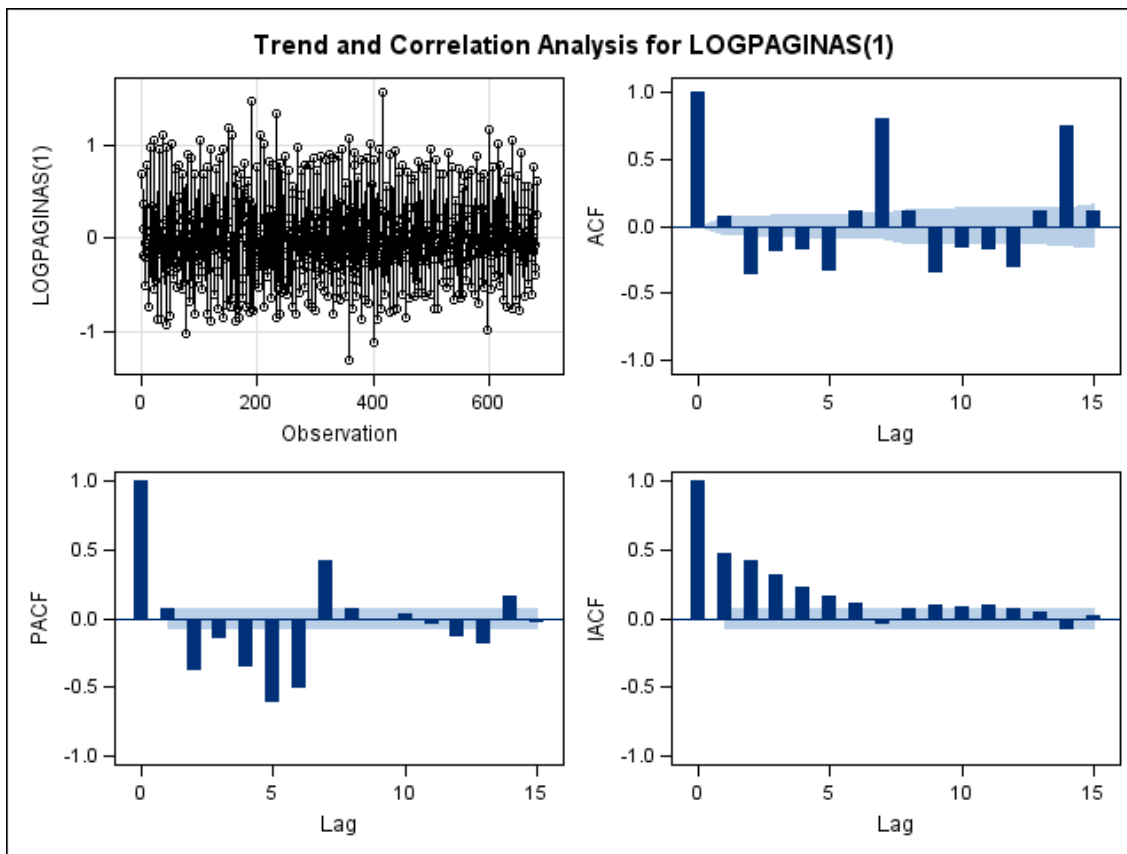 Trend and Correlation Analysis for LOGPAGINAS(1)
LOGPAGINAS(1)
1
0
-1
0 200 400 600
Observation
ACF
1.0
0.5
0.0
-0.5
-1.0
0 5 10 15
Lag
PACF
1.0
0.5
0.0
-0.5
-1.0
0 5 10 15
Lag
IACF
1.0
0.5
0.0
-0.5
-1.0
0 5 10 15
Lag